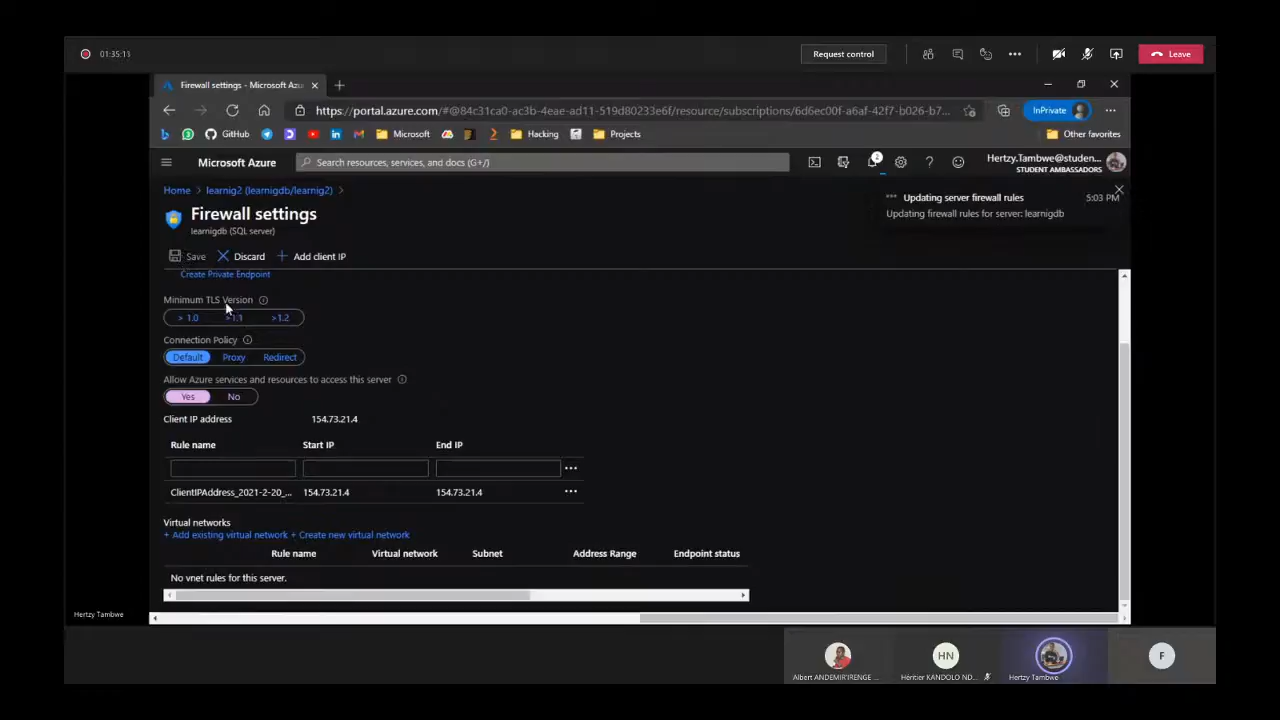 01:35:11
Request control
Leave
Firewall settings - Microsoft Azu
https://portal.azure.com/#@84c31ca0-ac3b-4eae-ad11-519d80233e6f/resource/subscriptions/6d6ec00f-a6af-42f7-b026-b7...
InPrivate
GitHub
Microsoft
Hacking
Projects
Other favorites
Microsoft Azure
Search resources, services, and docs (G+/)
Hertzy.Tambwe@studen...
STUDENT AMBASSADORS
Home > learnig2 (learnigdb/learnig2) >
Updating server firewall rules 5:03 PM
Updating firewall rules for server: learnigdb
Firewall settings
learnigdb (SQL server)
Save Discard + Add client IP
Create Private Endpoint
Minimum TLS Version
> 1.0 >1.1 >1.2
Connection Policy
Default Proxy Redirect
Allow Azure services and resources to access this server
Yes No
Client IP address 154.73.21.4
Rule name Start IP End IP
...
ClientIPAddress_2021-2-20_... 154.73.21.4 154.73.21.4 ...
Virtual networks
+ Add existing virtual network + Create new virtual network
Rule name Virtual network Subnet Address Range Endpoint status
No vnet rules for this server.
Hertzy Tambwe
HN
F
Albert ANDEMIR'IRENGE ...
Héritier KANDOLO ND...
Hertzy Tambwe